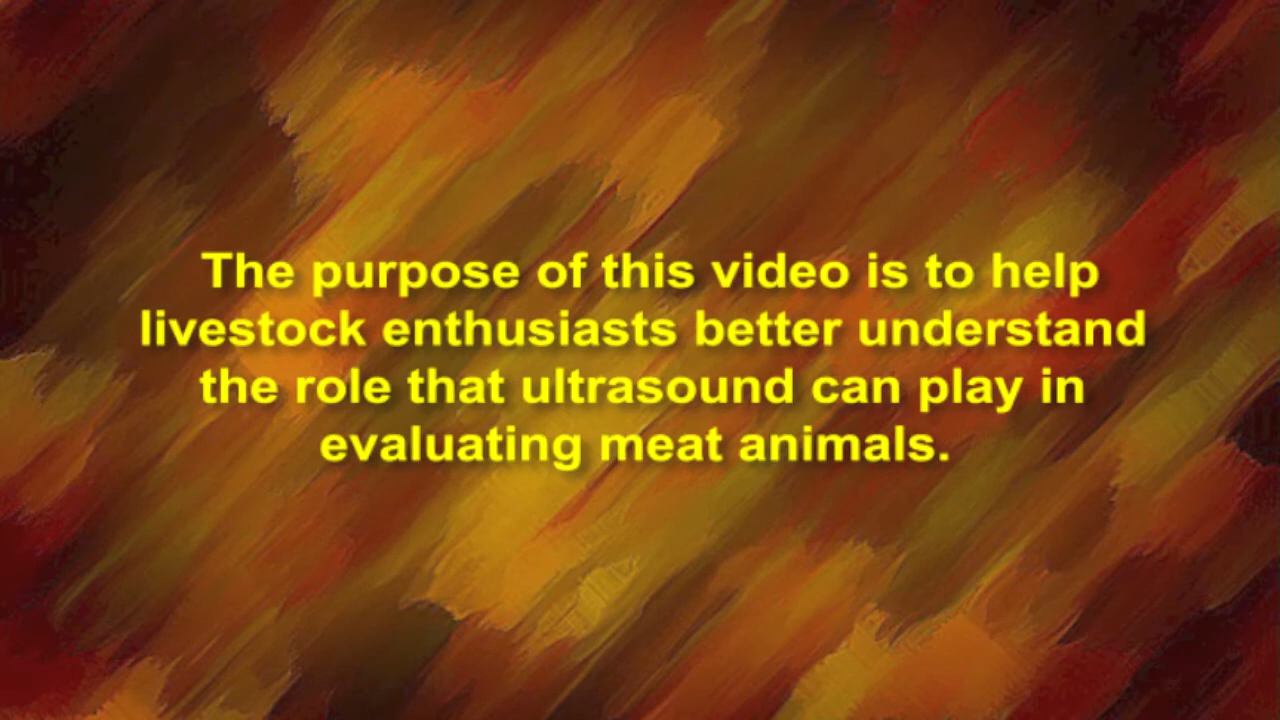 The purpose of this video is to help
livestock enthusiasts better understand
the role that ultrasound can play in
evaluating meat animals.